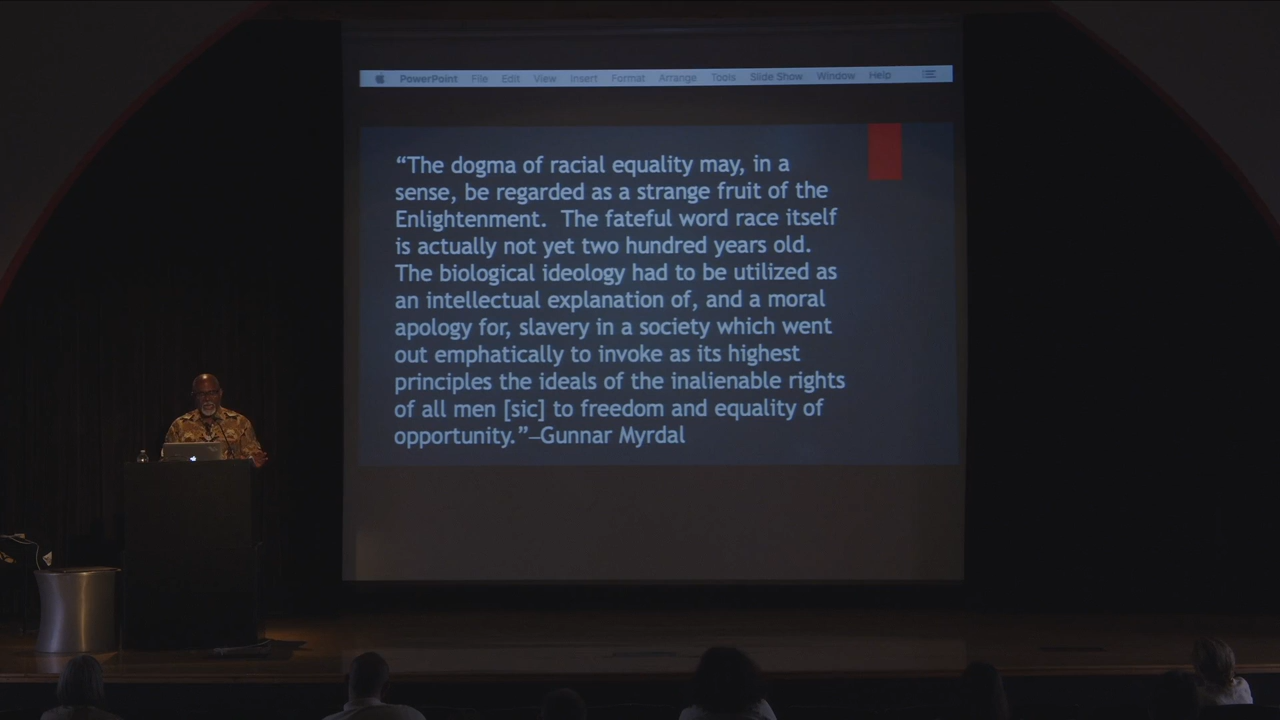 PowerPoint File Edit View Insert Format Arrange Tools Slide Show Window Help
“The dogma of racial equality may, in a
sense, be regarded as a strange fruit of the
Enlightenment.  The fateful word race itself
is actually not yet two hundred years old.
The biological ideology had to be utilized as
an intellectual explanation of, and a moral
apology for, slavery in a society which went
out emphatically to invoke as its highest
principles the ideals of the inalienable rights
of all men [sic] to freedom and equality of
opportunity.”—Gunnar Myrdal